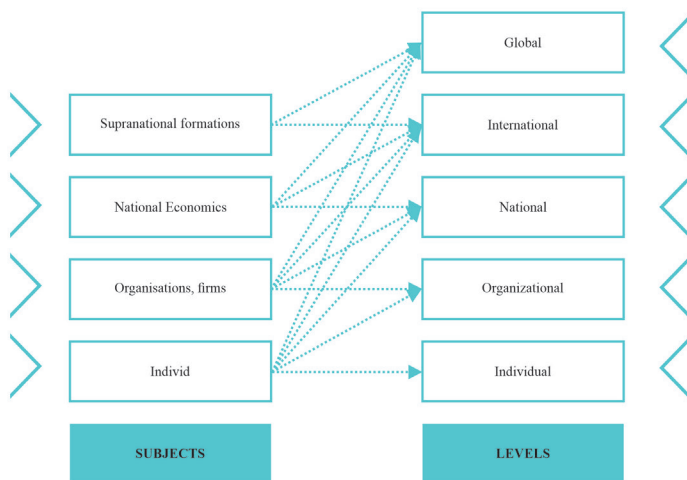 Global
Supranational formations
International
National Economics
National
Organisations, firms
Organizational
Individ
Individual
SUBJECTS
LEVELS